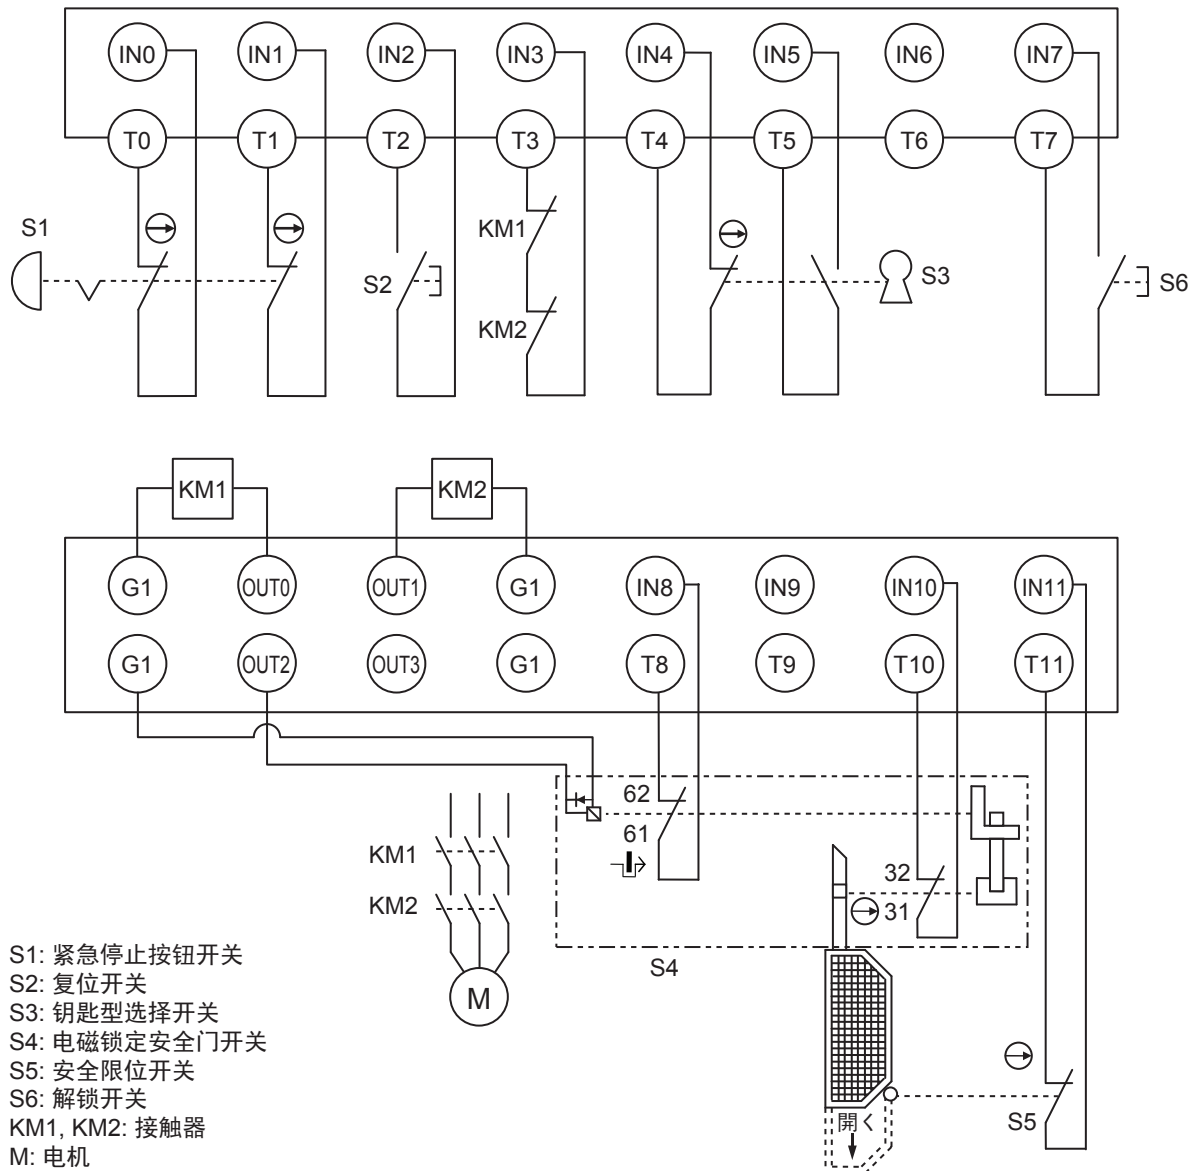 IN0 IN1 IN2 IN3 IN4 IN5 IN6 IN7
T0 T1 T2 T3 T4 T5 T6 T7
S1
KM1
S2
S3
S6
KM2
KM1 KM2
G1 OUT0 OUT1 G1 IN8 IN9 IN10 IN11
G1 OUT2 OUT3 G1 T8 T9 T10 T11
62
61
KM1
32
KM2
31
S4
M
S1: 紧急停止按钮开关
S2: 复位开关
S3: 钥匙型选择开关
S4: 电磁锁定安全门开关
S5: 安全限位开关
S6: 解锁开关
KM1, KM2: 接触器
M: 电机
開く
S5